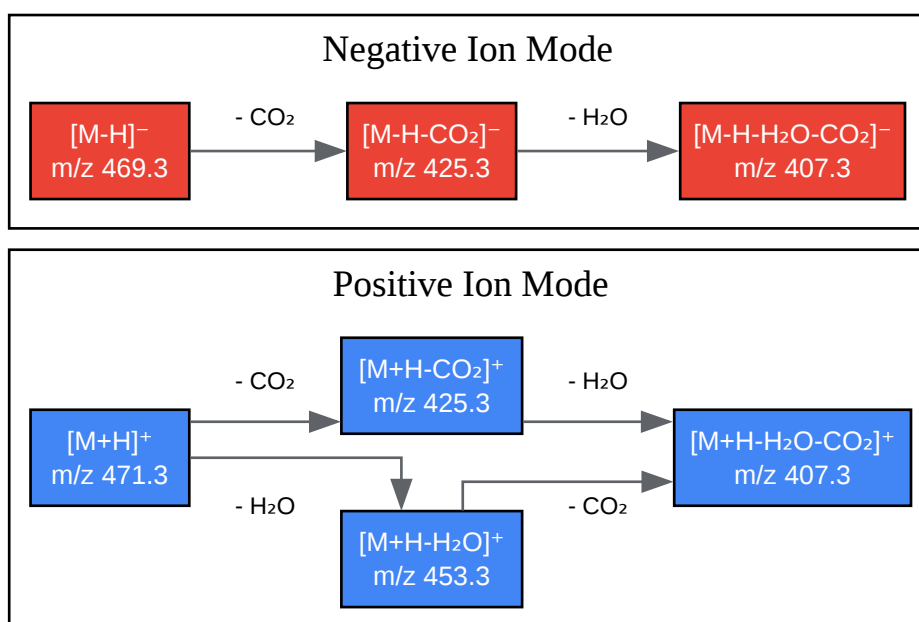 Negative Ion Mode
- CO₂
- H₂O
[M-H]⁻
m/z 469.3
[M-H-CO₂]⁻
m/z 425.3
[M-H-H₂O-CO₂]⁻
m/z 407.3
Positive Ion Mode
- CO₂
[M+H-CO₂]⁺
m/z 425.3
- H₂O
[M+H]⁺
m/z 471.3
[M+H-H₂O-CO₂]⁺
m/z 407.3
- H₂O
[M+H-H₂O]⁺
m/z 453.3
- CO₂